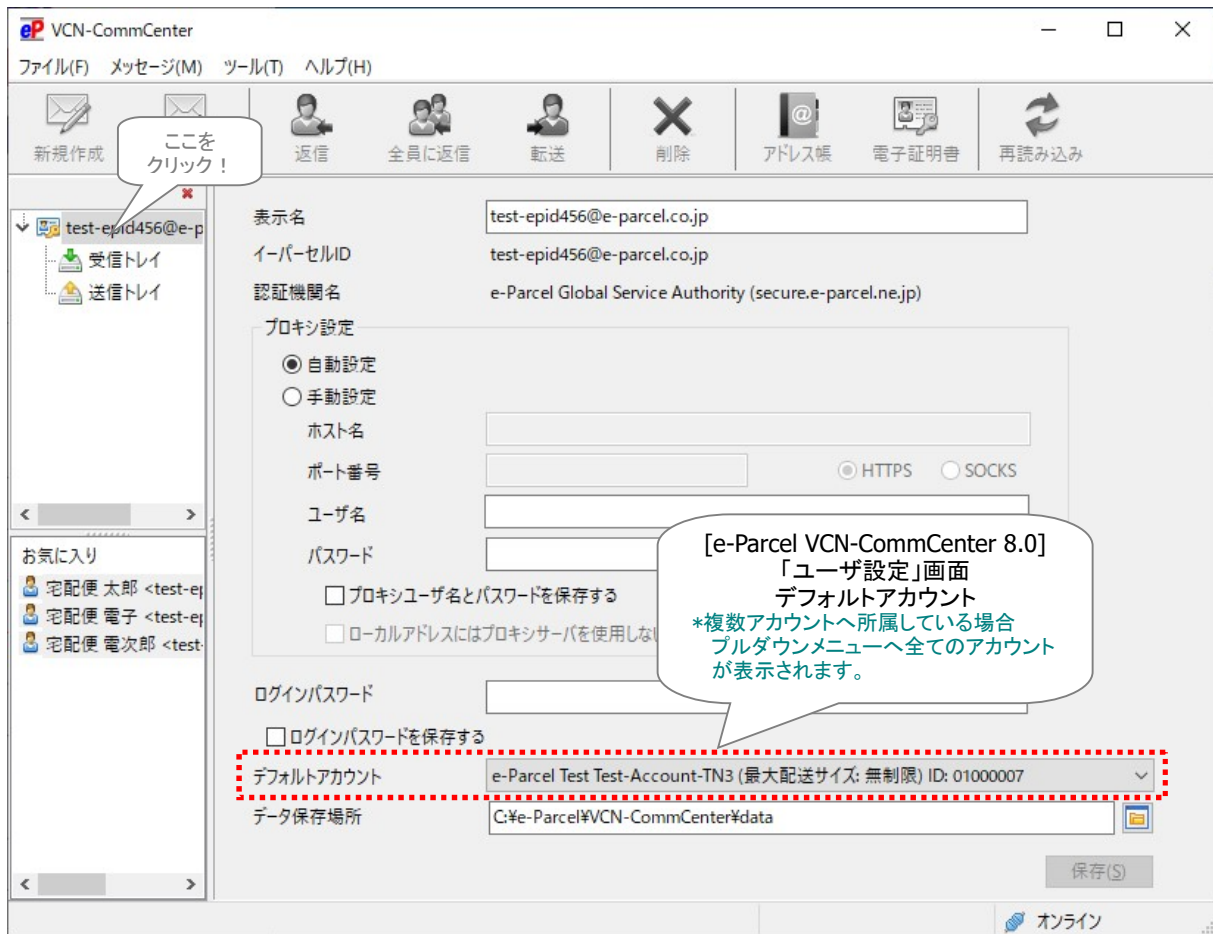 eP VCN-CommCenter
ファイル(F) メッセージ(M) ツール(T) ヘルプ(H)
新規作成 返信 全員に返信 転送 削除 アドレス帳 電子証明書 再読み込み
ここを
クリック！
test-epid456@e-p
受信トレイ
送信トレイ
お気に入り
宅配便 太郎 <test-ep
宅配便 電子 <test-ep
宅配便 電次郎 <test-
表示名 test-epid456@e-parcel.co.jp
イーパーセルID test-epid456@e-parcel.co.jp
認証機関名 e-Parcel Global Service Authority (secure.e-parcel.ne.jp)
プロキシ設定
自動設定
手動設定
ホスト名
ポート番号 HTTPS SOCKS
ユーザ名
パスワード
プロキシユーザ名とパスワードを保存する
ローカルアドレスにはプロキシサーバを使用しない
[e-Parcel VCN-CommCenter 8.0]
「ユーザ設定」画面
デフォルトアカウント
*複数アカウントへ所属している場合
プルダウンメニューへ全てのアカウント
が表示されます。
ログインパスワード
ログインパスワードを保存する
デフォルトアカウント e-Parcel Test Test-Account-TN3 (最大配送サイズ: 無制限) ID: 01000007
データ保存場所 C:¥e-Parcel¥VCN-CommCenter¥data
保存(S)
オンライン